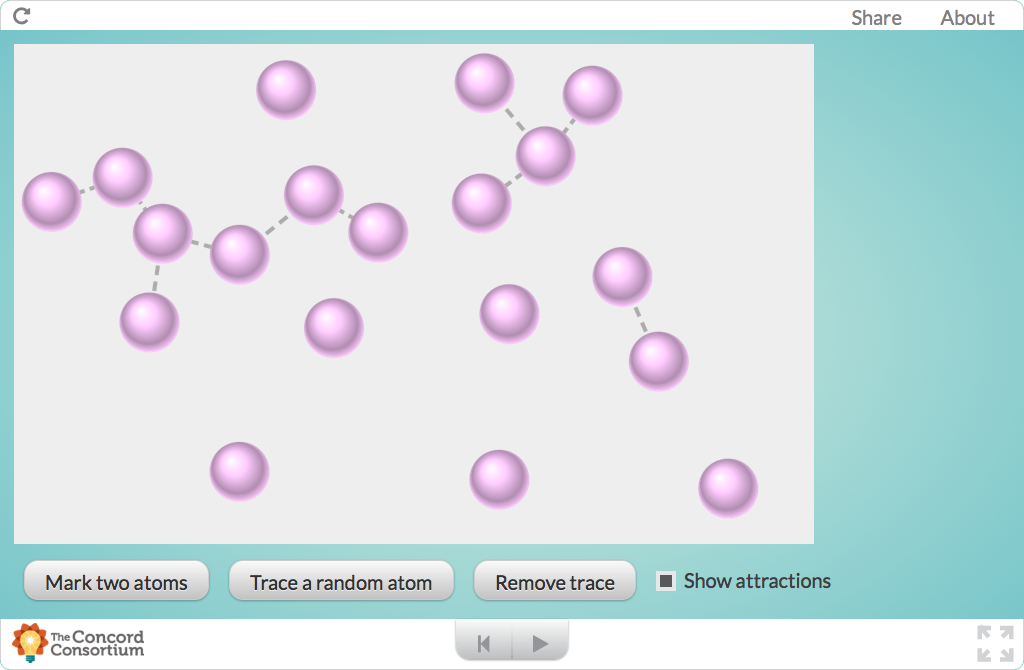 Share About
Mark two atoms Trace a random atom Remove trace Show attractions
The Concord
Consortium